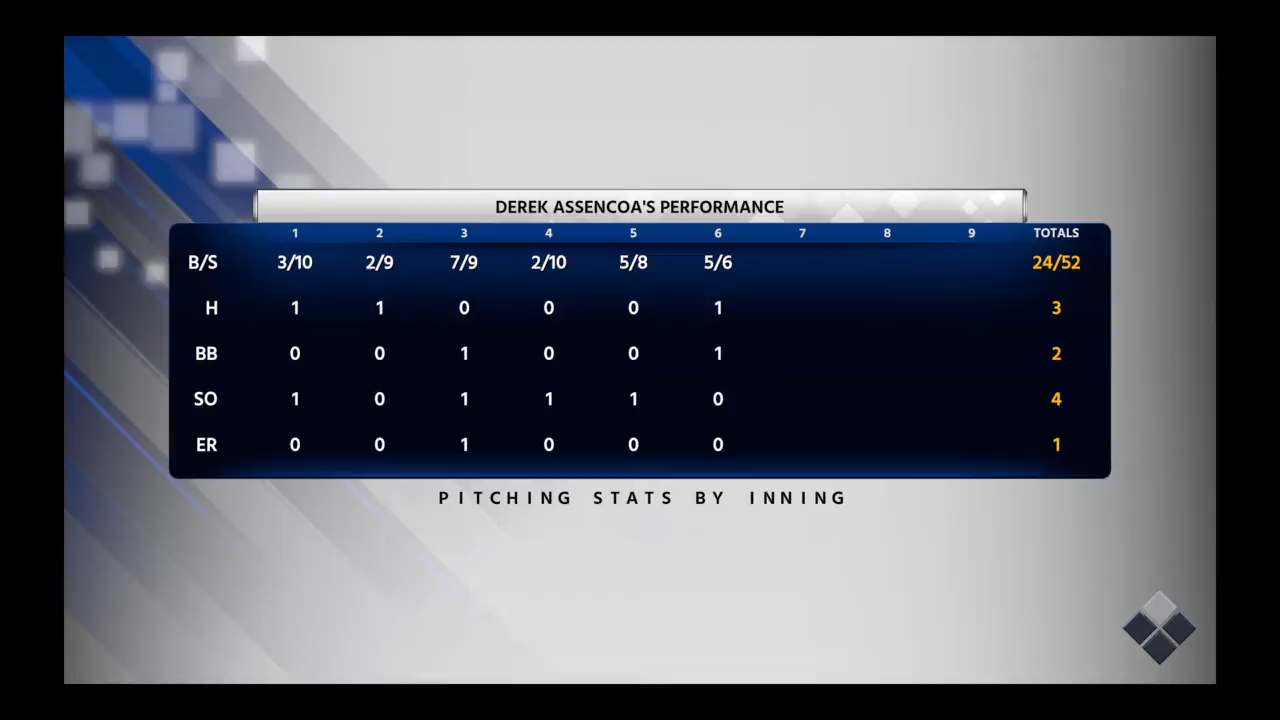 DEREK ASSENCOA'S PERFORMANCE
1 2 3 4 5 6 7 8 9 TOTALS
B/S 3/10 2/9 7/9 2/10 5/8 5/6 24/52
H 1 1 0 0 0 1 3
BB 0 0 1 0 0 1 2
SO 1 0 1 1 1 0 4
ER 0 0 1 0 0 0 1
PITCHING STATS BY INNING